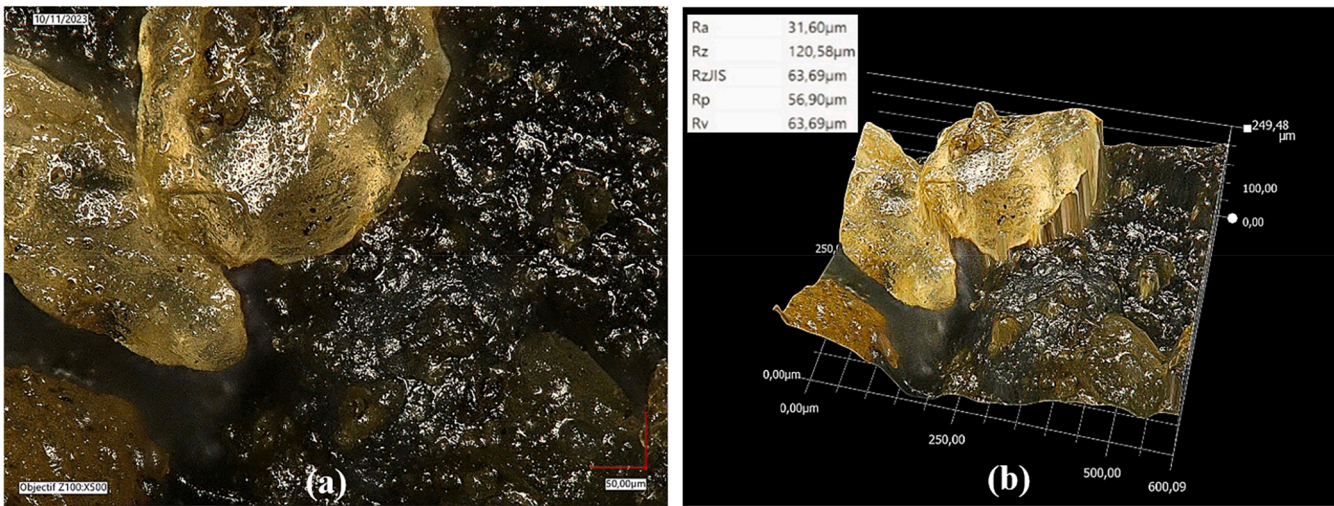 10/11/2023
Objectif Z100:X500
50,00µm
(a)
Ra 31,60µm
Rz 120,58µm
RzJIS 63,69µm
Rp 56,90µm
Rv 63,69µm
249,48
µm
100,00
0,00
250,
0,00µm
0,00µm
250,00
500,00
600,09
(b)